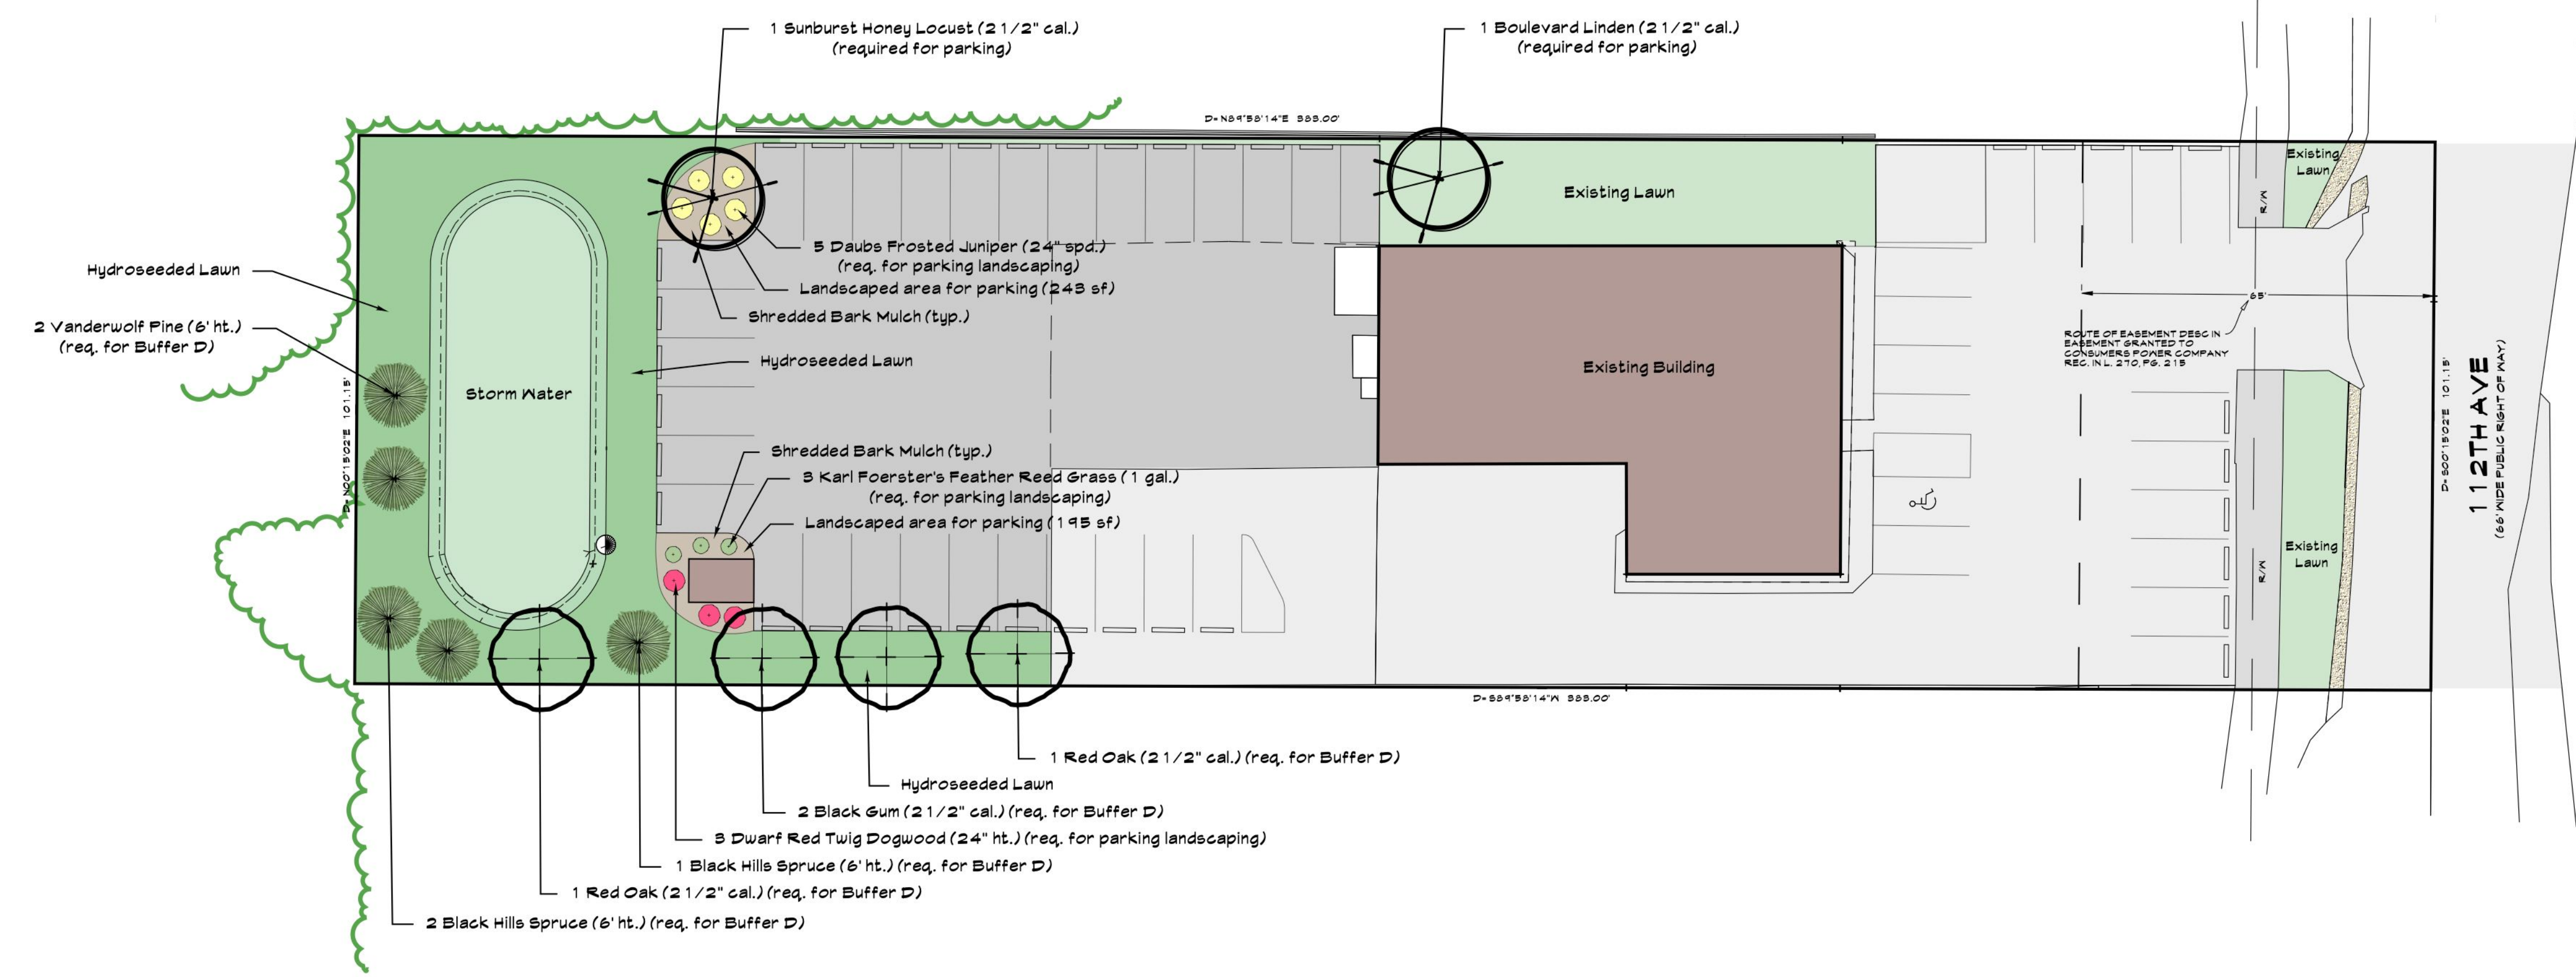 1 Sunburst Honey Locust (2 1/2" cal.)
(required for parking)
1 Boulevard Linden (2 1/2" cal.)
(required for parking)
D= N89°58'14"E 383.00'
Existing Lawn
Existing
Lawn
R/W
Hydroseeded Lawn
5 Daubs Frosted Juniper (24" spd.)
(req. for parking landscaping)
Landscaped area for parking (243 sf)
Shredded Bark Mulch (typ.)
65'
2 Vanderwolf Pine (6' ht.)
(req. for Buffer D)
Hydroseeded Lawn
ROUTE OF EASEMENT DESC IN
EASEMENT GRANTED TO
CONSUMERS POWER COMPANY
REC. IN L. 270, PG. 215
Existing Building
Storm Water
D= N00°15'02"E 101.15'
D= S00°15'02"E 101.15'
112TH AVE
(66' WIDE PUBLIC RIGHT OF WAY)
Shredded Bark Mulch (typ.)
3 Karl Foerster's Feather Reed Grass (1 gal.)
(req. for parking landscaping)
Landscaped area for parking (195 sf)
Existing
Lawn
R/W
D= S89°58'14"W 383.00'
1 Red Oak (2 1/2" cal.) (req. for Buffer D)
Hydroseeded Lawn
2 Black Gum (2 1/2" cal.) (req. for Buffer D)
3 Dwarf Red Twig Dogwood (24" ht.) (req. for parking landscaping)
1 Black Hills Spruce (6' ht.) (req. for Buffer D)
1 Red Oak (2 1/2" cal.) (req. for Buffer D)
2 Black Hills Spruce (6' ht.) (req. for Buffer D)